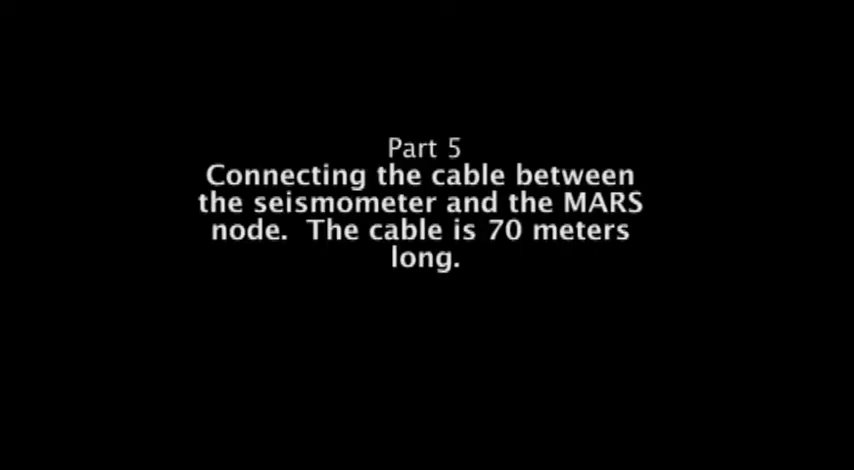 Part 5
Connecting the cable between
the seismometer and the MARS
node.  The cable is 70 meters
long.